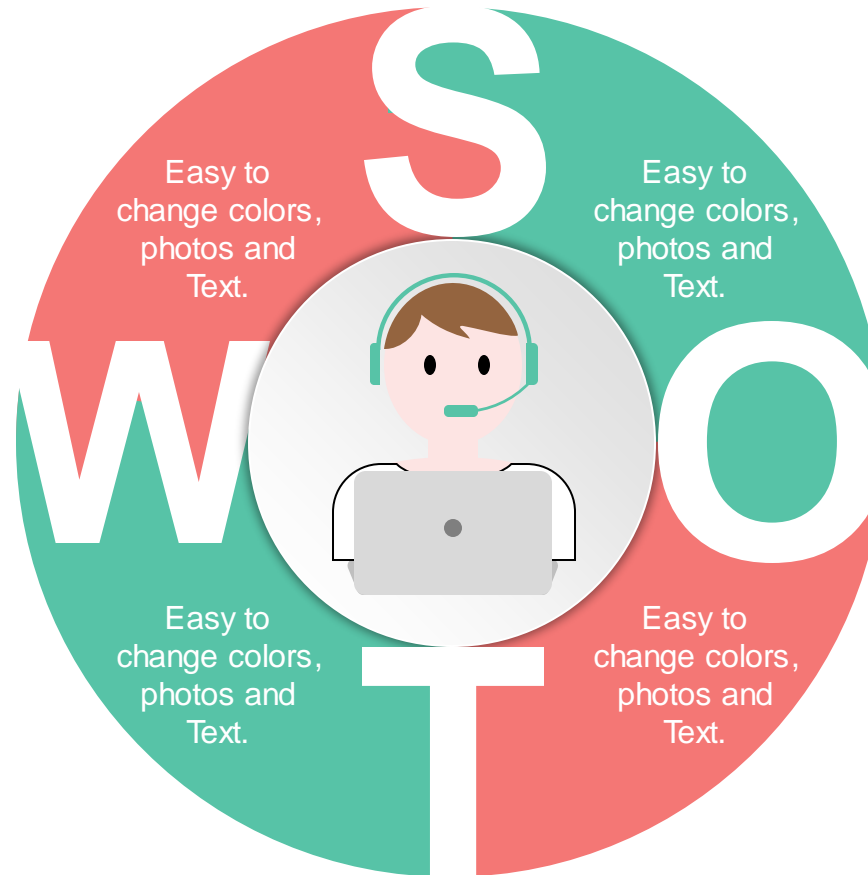 S
Easy to
change colors,
photos and
Text.
Easy to
change colors,
photos and
Text.
W
O
Easy to
change colors,
photos and
Text.
Easy to
change colors,
photos and
Text.
T